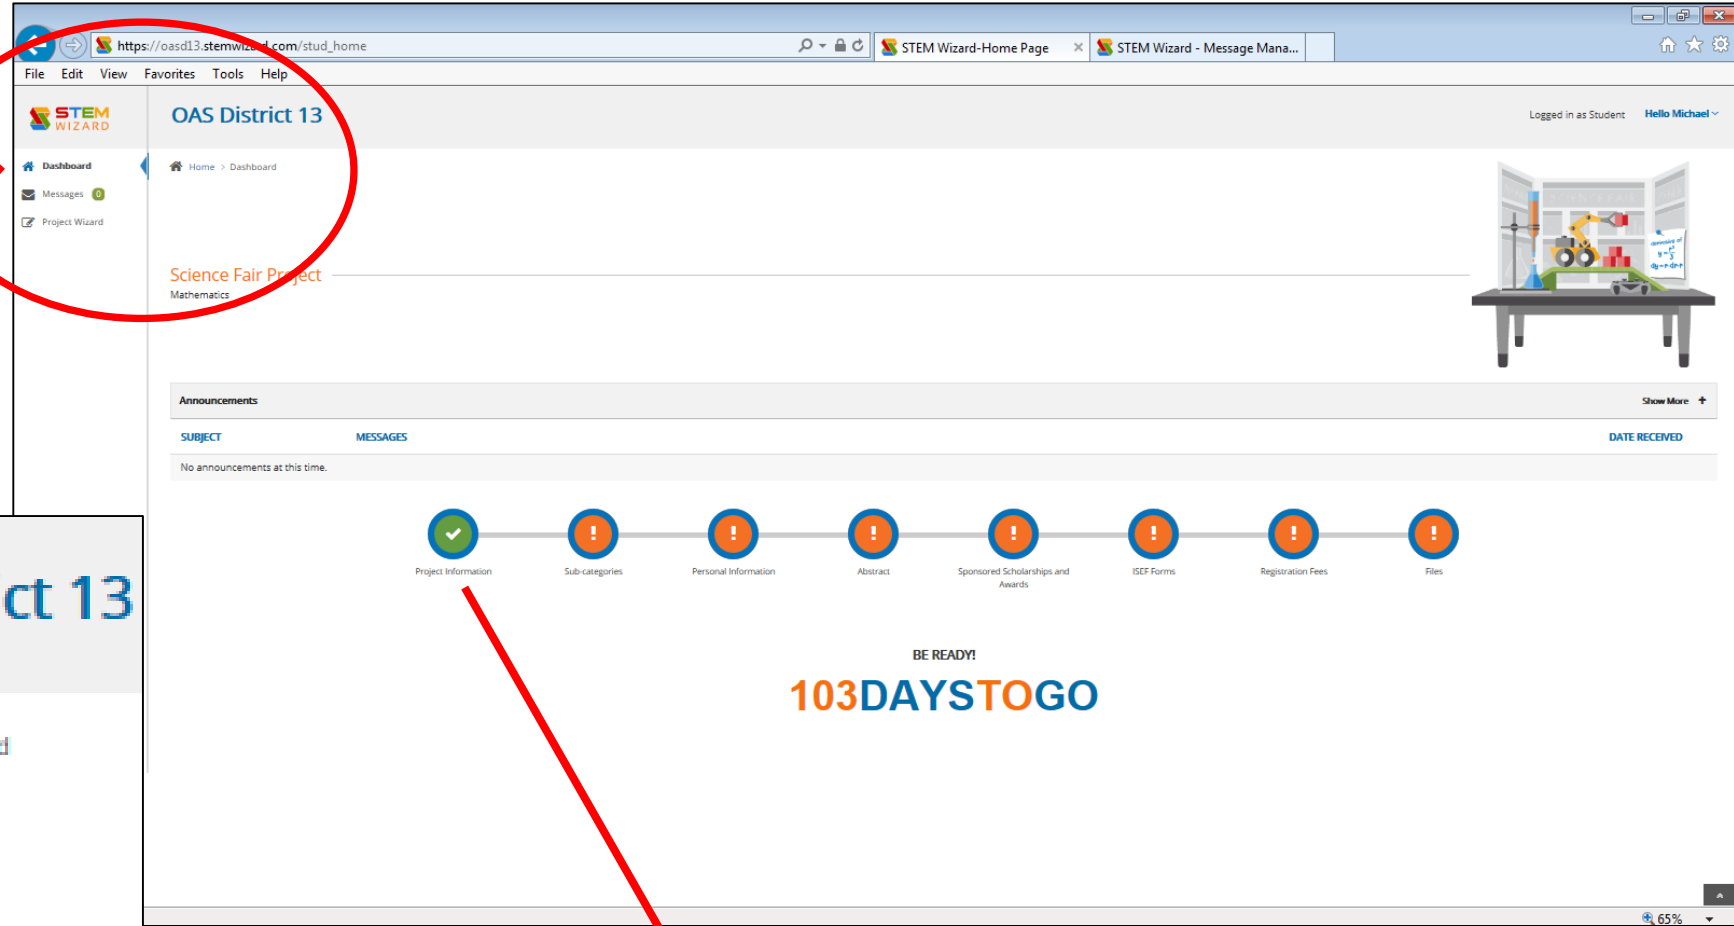 https://oasd13.stemwizard.com/stud_home
STEM Wizard-Home Page
STEM Wizard - Message Mana...
File Edit View Favorites Tools Help
STEM WIZARD
OAS District 13
Logged in as Student Hello Michael
Dashboard
Messages 0
Project Wizard
Home > Dashboard
Science Fair Project
Mathematics
Announcements
Show More +
SUBJECT MESSAGES DATE RECEIVED
No announcements at this time.
Project Information
Sub-categories
Personal Information
Abstract
Sponsored Scholarships and
Awards
ISEF Forms
Registration Fees
Files
BE READY!
103DAYSTOGO
ct 13
d
65%